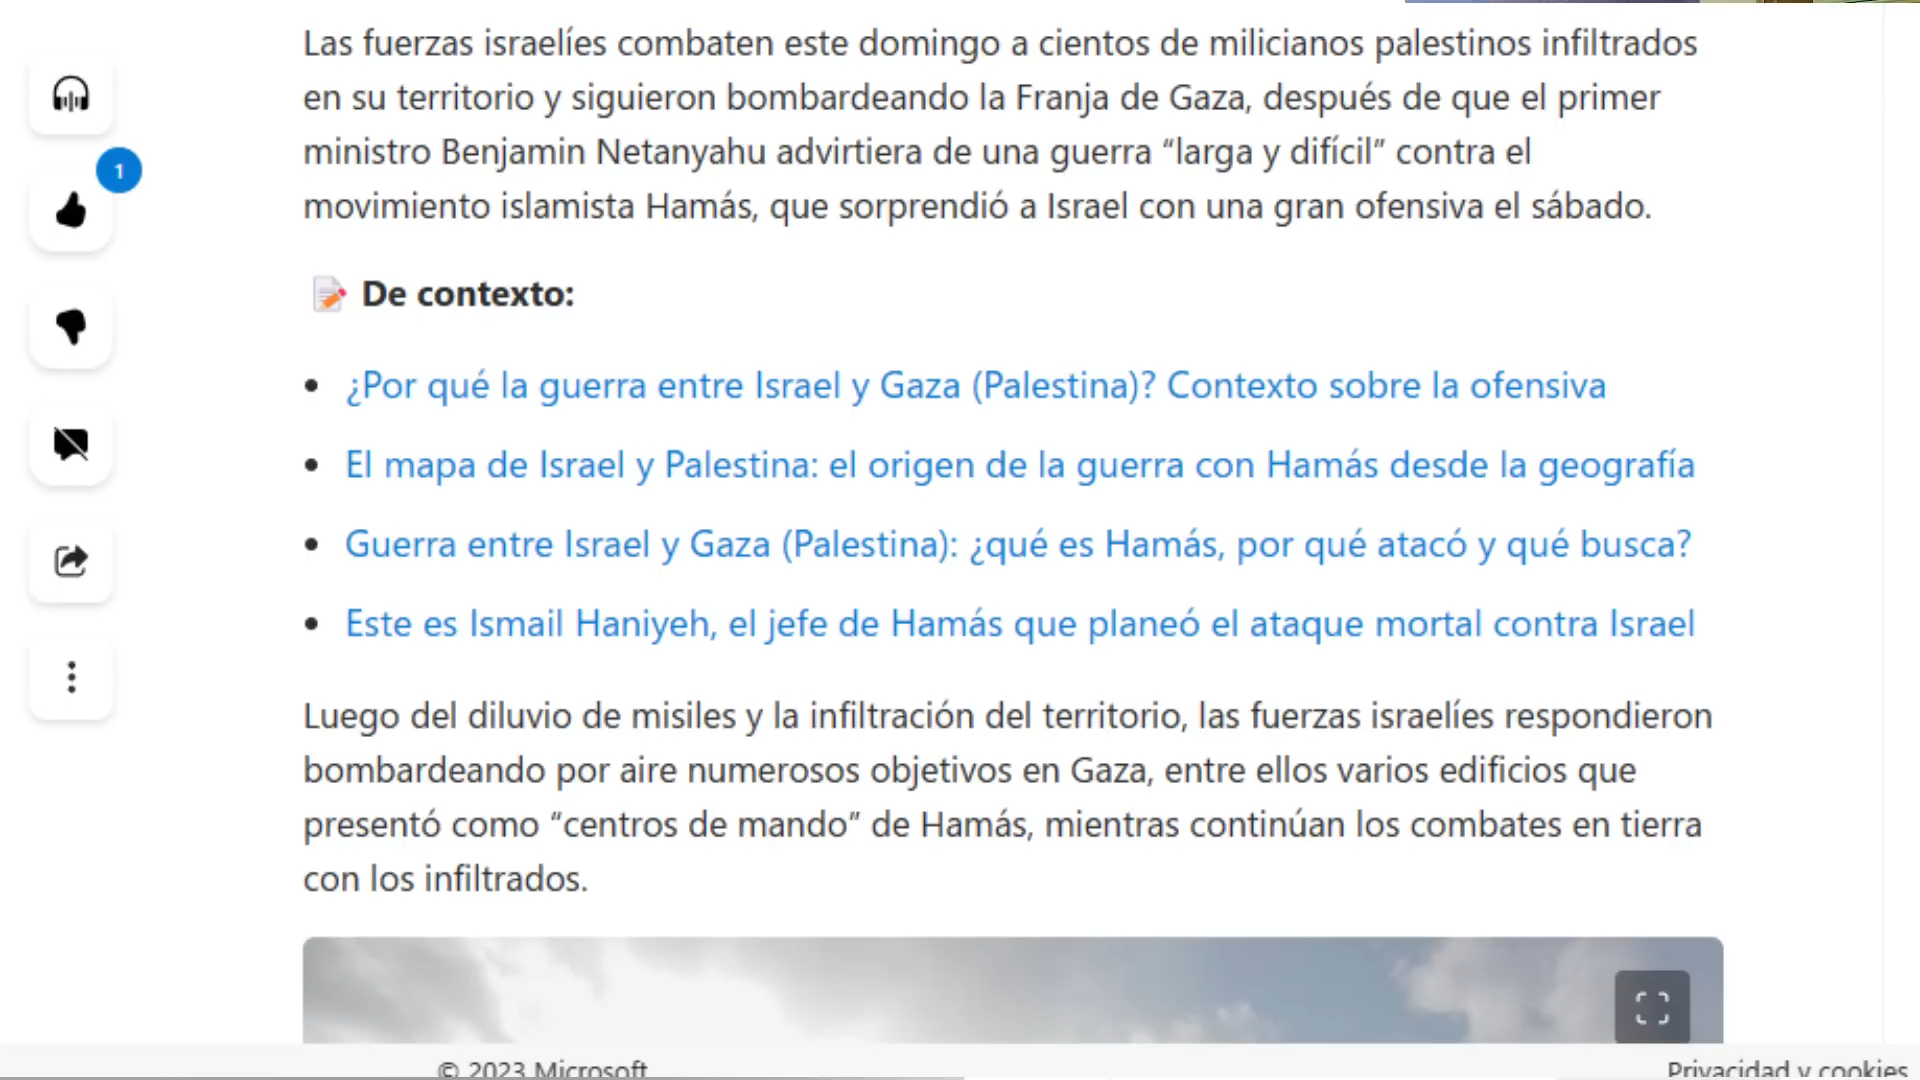 Las fuerzas israelíes combaten este domingo a cientos de milicianos palestinos infiltrados
en su territorio y siguieron bombardeando la Franja de Gaza, después de que el primer
ministro Benjamin Netanyahu advirtiera de una guerra “larga y difícil” contra el
movimiento islamista Hamás, que sorprendió a Israel con una gran ofensiva el sábado.
1
De contexto:
• ¿Por qué la guerra entre Israel y Gaza (Palestina)? Contexto sobre la ofensiva
• El mapa de Israel y Palestina: el origen de la guerra con Hamás desde la geografía
• Guerra entre Israel y Gaza (Palestina): ¿qué es Hamás, por qué atacó y qué busca?
• Este es Ismail Haniyeh, el jefe de Hamás que planeó el ataque mortal contra Israel
Luego del diluvio de misiles y la infiltración del territorio, las fuerzas israelíes respondieron
bombardeando por aire numerosos objetivos en Gaza, entre ellos varios edificios que
presentó como “centros de mando” de Hamás, mientras continúan los combates en tierra
con los infiltrados.
© 2023 Microsoft
Privacidad y cookies